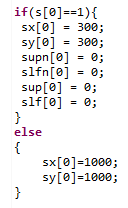 if(s[0]==1){
sx[0] = 300;
sy[0] = 300;
supn[0] = 0;
slfn[0] = 0;
sup[0] = 0;
slf[0] = 0;
}
else
{
sx[0]=1000;
sy[0]=1000;
}